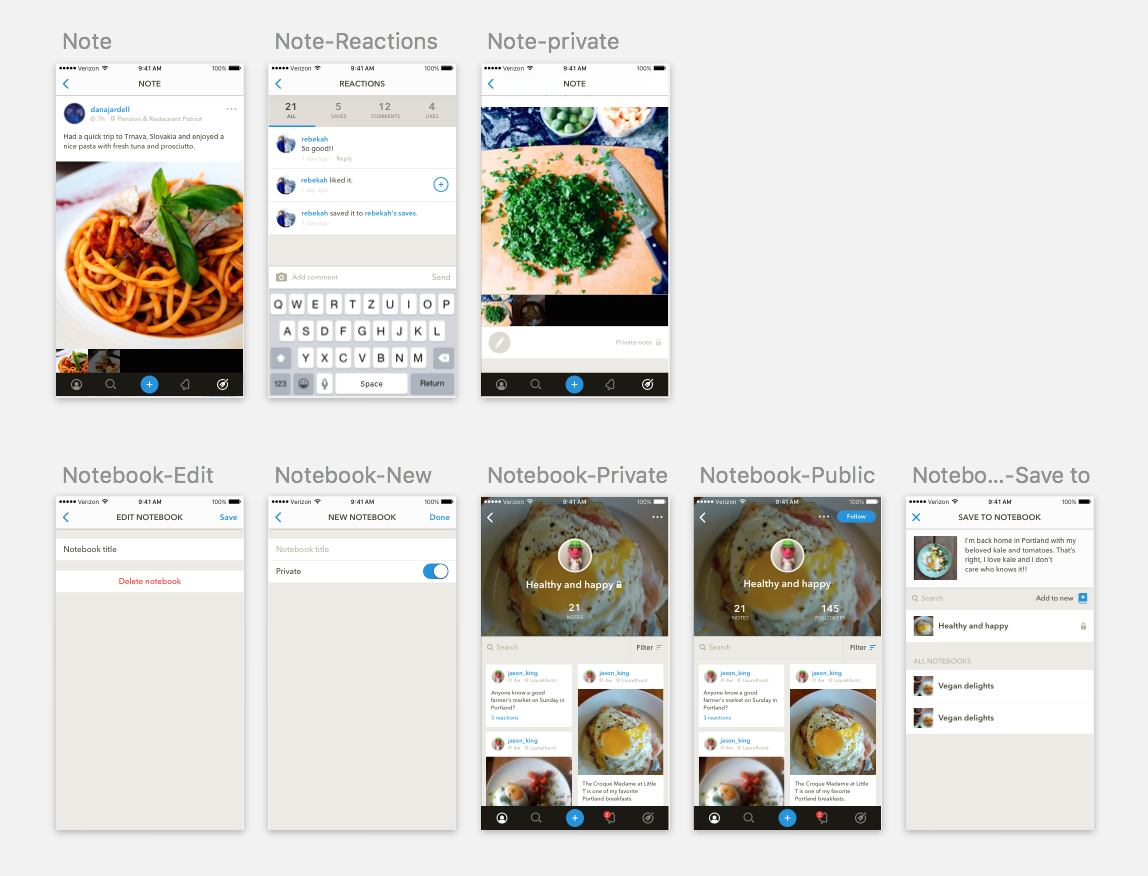 Note
Verizon 9:41 AM 100%
NOTE
danajardell
7h Pension & Restaurant Patriot
Had a quick trip to Trnava, Slovakia and enjoyed a
nice pasta with fresh tuna and prosciutto.
Note-Reactions
Verizon 9:41 AM 100%
REACTIONS
21 5 12 4
ALL SAVES COMMENTS LIKES
rebekah
So good!!
1 day ago · Reply
rebekah liked it.
1 day ago
rebekah saved it to rebekah's saves.
1 day ago
Add comment Send
Q W E R T Z U I O P
A S D F G H J K L
Y X C V B N M
123 Space Return
Note-private
Verizon 9:41 AM 100%
NOTE
Private note
Notebook-Edit
Verizon 9:41 AM 100%
EDIT NOTEBOOK Save
Notebook title
Delete notebook
Notebook-New
Verizon 9:41 AM 100%
NEW NOTEBOOK Done
Notebook title
Private
Notebook-Private
Verizon 9:41 AM 100%
Healthy and happy
21
NOTES
Search Filter
jason_king
4w Laurelhurst
Anyone know a good
farmer's market on Sunday in
Portland?
3 reactions
jason_king
4w Laurelhurst
jason_king
4w Laurelhurst
The Croque Madame at Little
T is one of my favorite
Portland breakfasts.
2
Notebook-Public
Verizon 9:41 AM 100%
Follow
Healthy and happy
21 145
NOTES FOLLOWERS
Search Filter
jason_king
4w Laurelhurst
Anyone know a good
farmer's market on Sunday in
Portland?
3 reactions
jason_king
4w Laurelhurst
jason_king
4w Laurelhurst
The Croque Madame at Little
T is one of my favorite
Portland breakfasts.
2
Notebo...-Save to
Verizon 9:41 AM 100%
SAVE TO NOTEBOOK
I'm back home in Portland with my
beloved kale and tomatoes. That's
right, I love kale and I don't
care who knows it!!
Search Add to new
Healthy and happy
ALL NOTEBOOKS
Vegan delights
Vegan delights